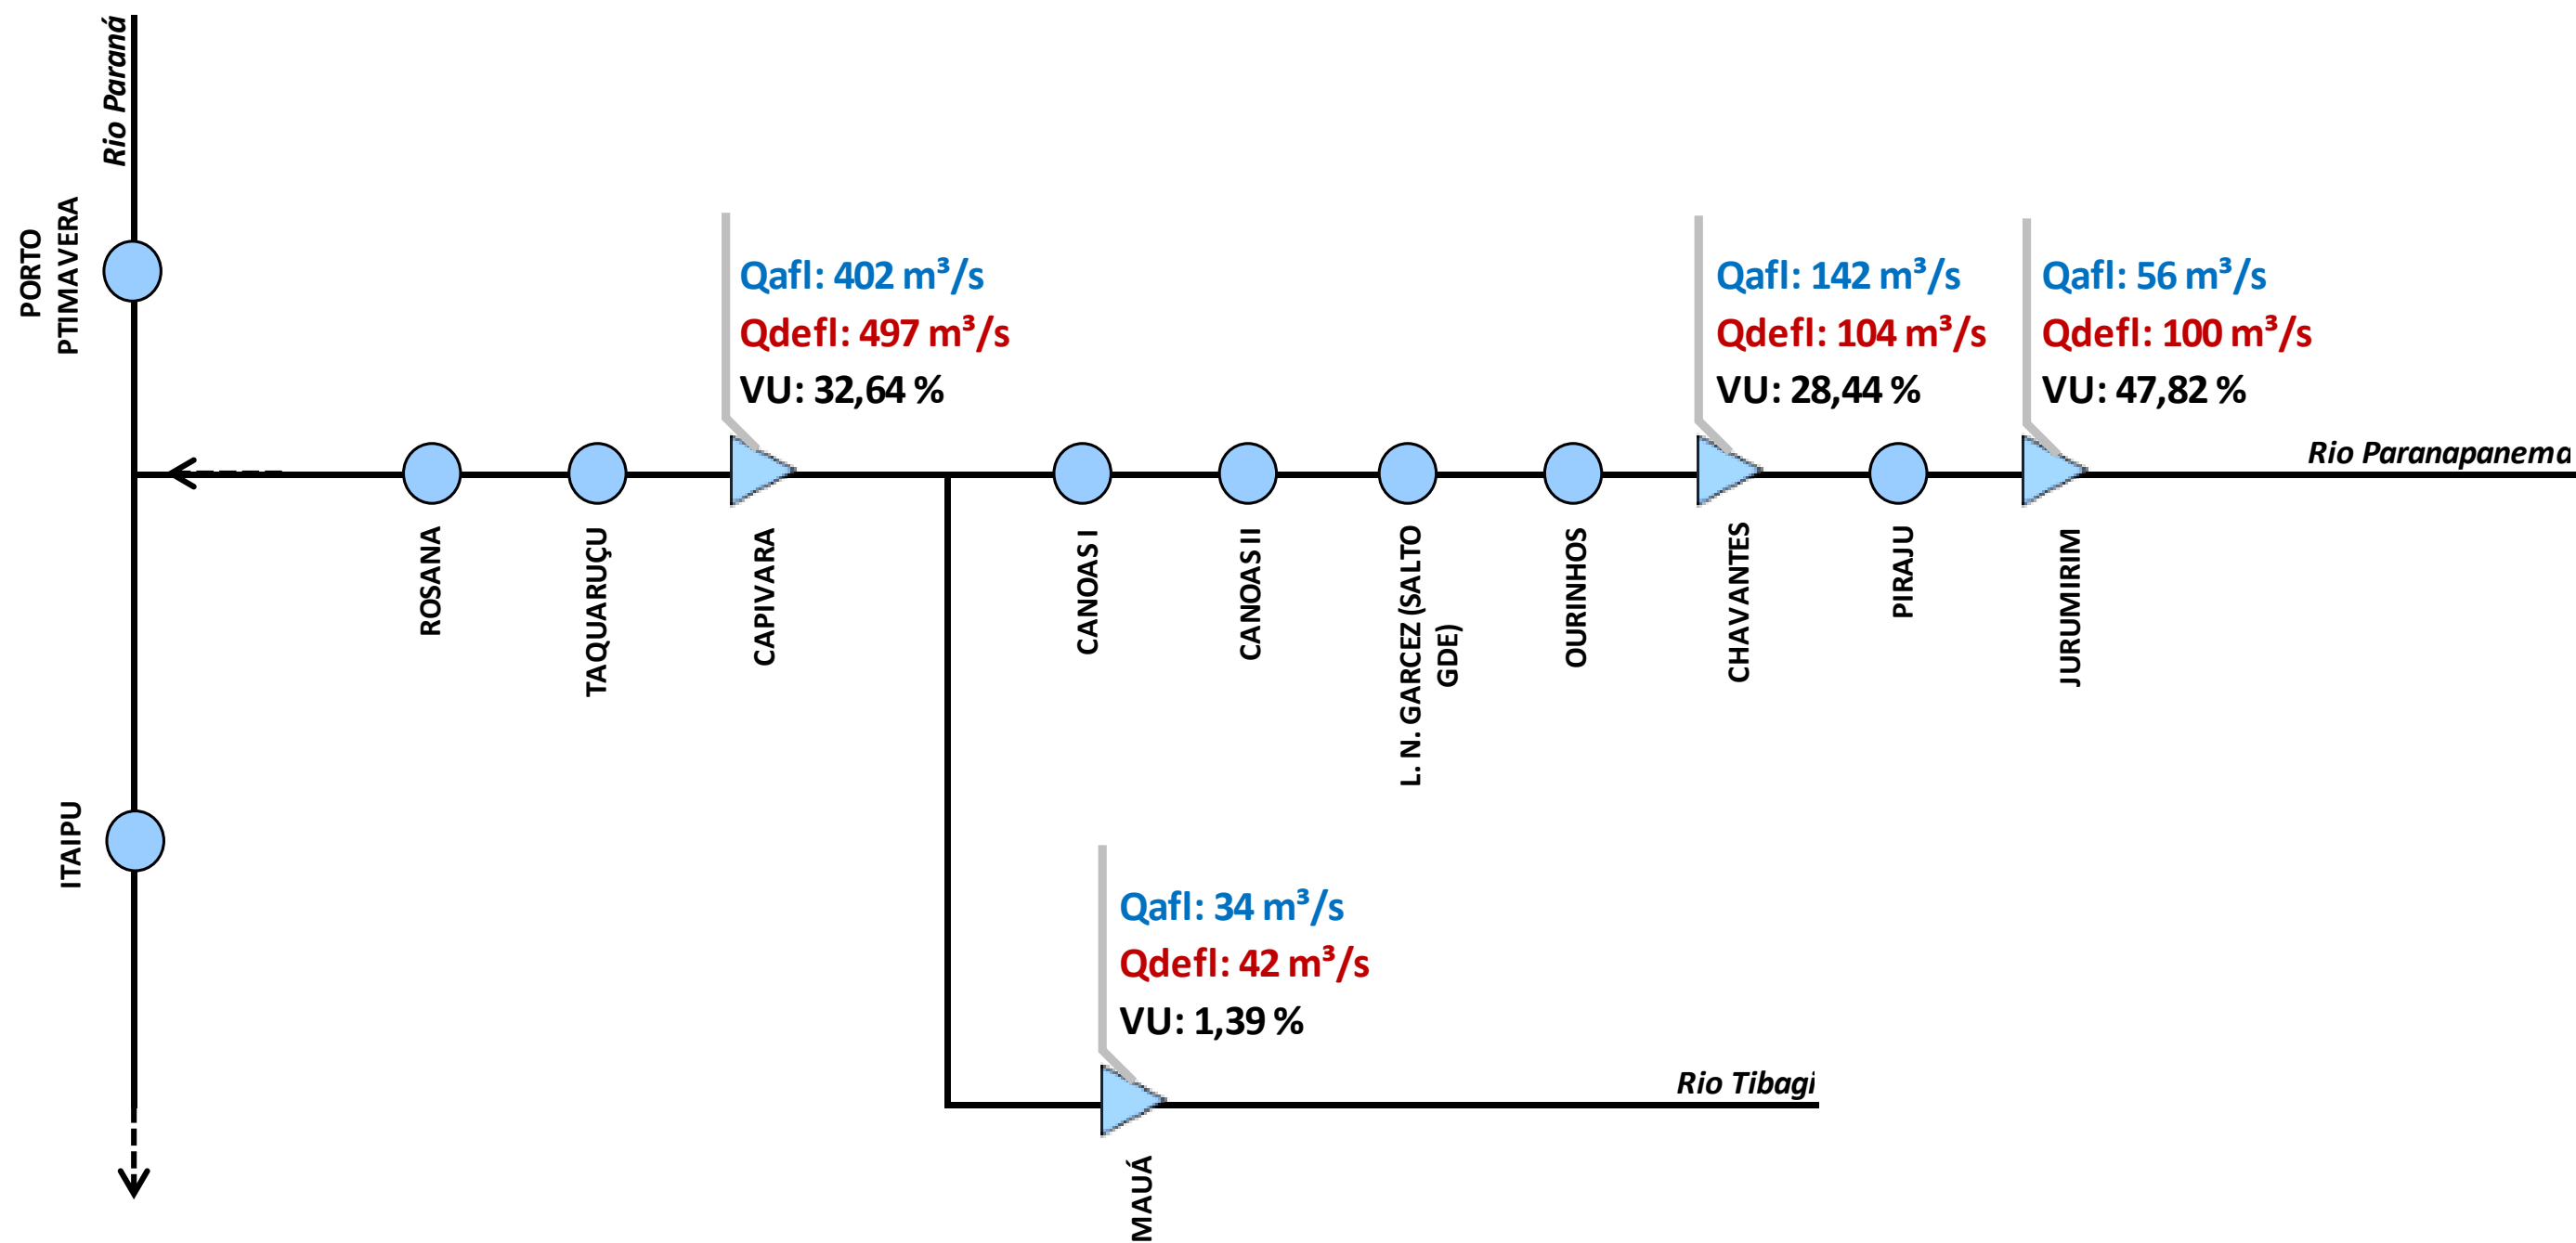 Rio Paraná
PORTO
PTIMAVERA
Qafl: 402 m³/s
Qdefl: 497 m³/s
VU: 32,64 %
Qafl: 142 m³/s
Qdefl: 104 m³/s
VU: 28,44 %
Qafl: 56 m³/s
Qdefl: 100 m³/s
VU: 47,82 %
Rio Paranapanema
ROSANA
TAQUARUÇU
CAPIVARA
CANOAS I
CANOAS II
L. N. GARCEZ (SALTO
GDE)
OURINHOS
CHAVANTES
PIRAJU
JURUMIRIM
ITAIPU
Qafl: 34 m³/s
Qdefl: 42 m³/s
VU: 1,39 %
Rio Tibagi
MAUÁ